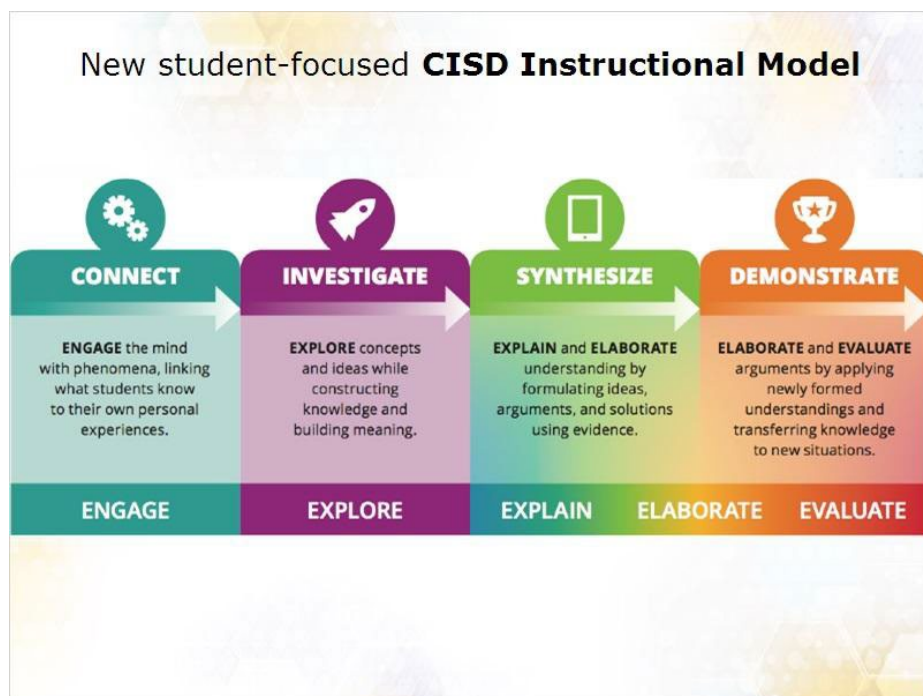 New student-focused CISD Instructional Model
CONNECT
ENGAGE the mind
with phenomena, linking
what students know
to their own personal
experiences.
INVESTIGATE
EXPLORE concepts
and ideas while
constructing
knowledge and
building meaning.
SYNTHESIZE
EXPLAIN and ELABORATE
understanding by
formulating ideas,
arguments, and solutions
using evidence.
DEMONSTRATE
ELABORATE and EVALUATE
arguments by applying
newly formed
understandings and
transferring knowledge
to new situations.
ENGAGE
EXPLORE
EXPLAIN
ELABORATE
EVALUATE